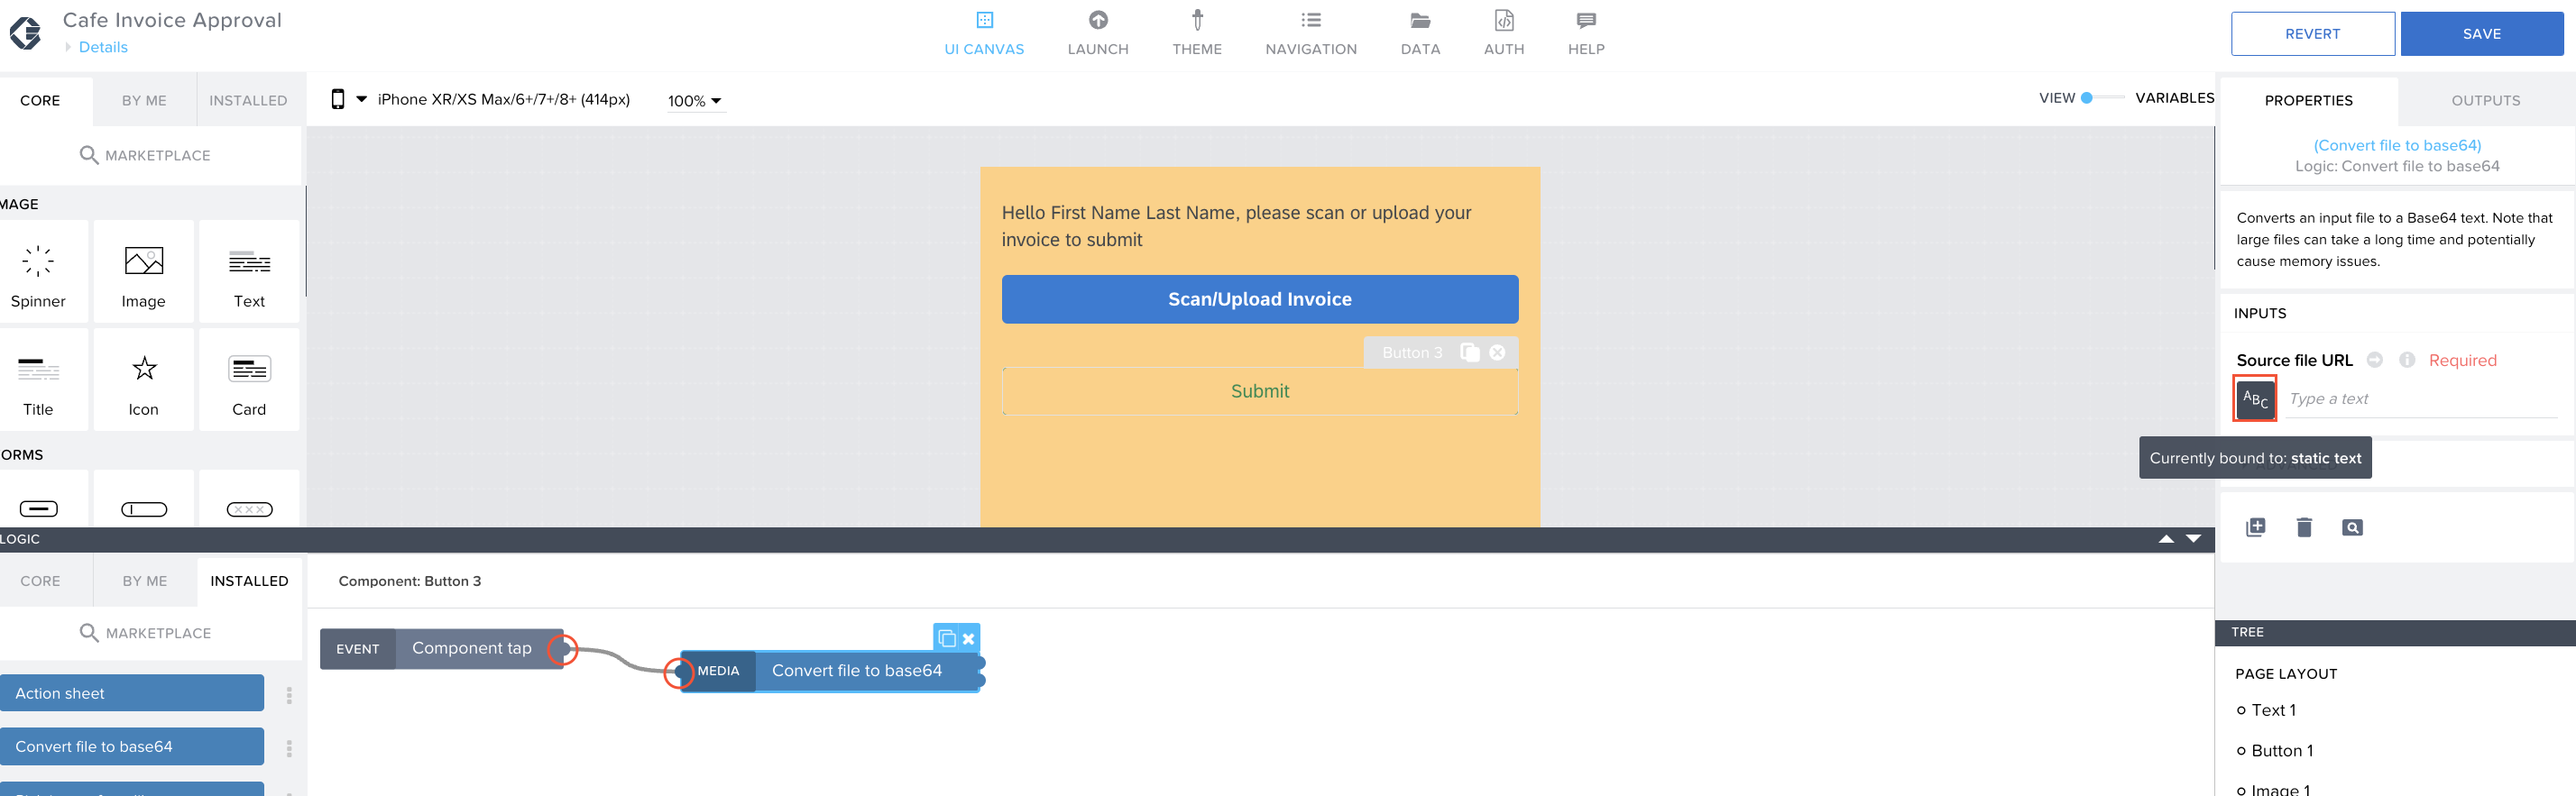 Cafe Invoice Approval
Details
UI CANVAS
LAUNCH
THEME
NAVIGATION
DATA
AUTH
HELP
REVERT
SAVE
CORE
BY ME
INSTALLED
MARKETPLACE
MAGE
Spinner
Image
Text
Title
Icon
Card
ORMS
iPhone XR/XS Max/6+/7+/8+ (414px)
100%
VIEW
VARIABLES
Hello First Name Last Name, please scan or upload your
invoice to submit
Scan/Upload Invoice
Button 3
Submit
PROPERTIES
OUTPUTS
(Convert file to base64)
Logic: Convert file to base64
Converts an input file to a Base64 text. Note that
large files can take a long time and potentially
cause memory issues.
INPUTS
Source file URL
Required
ABC
Type a text
Currently bound to: static text
LOGIC
CORE
BY ME
INSTALLED
MARKETPLACE
Action sheet
Convert file to base64
Component: Button 3
EVENT
Component tap
MEDIA
Convert file to base64
TREE
PAGE LAYOUT
Text 1
Button 1
Image 1